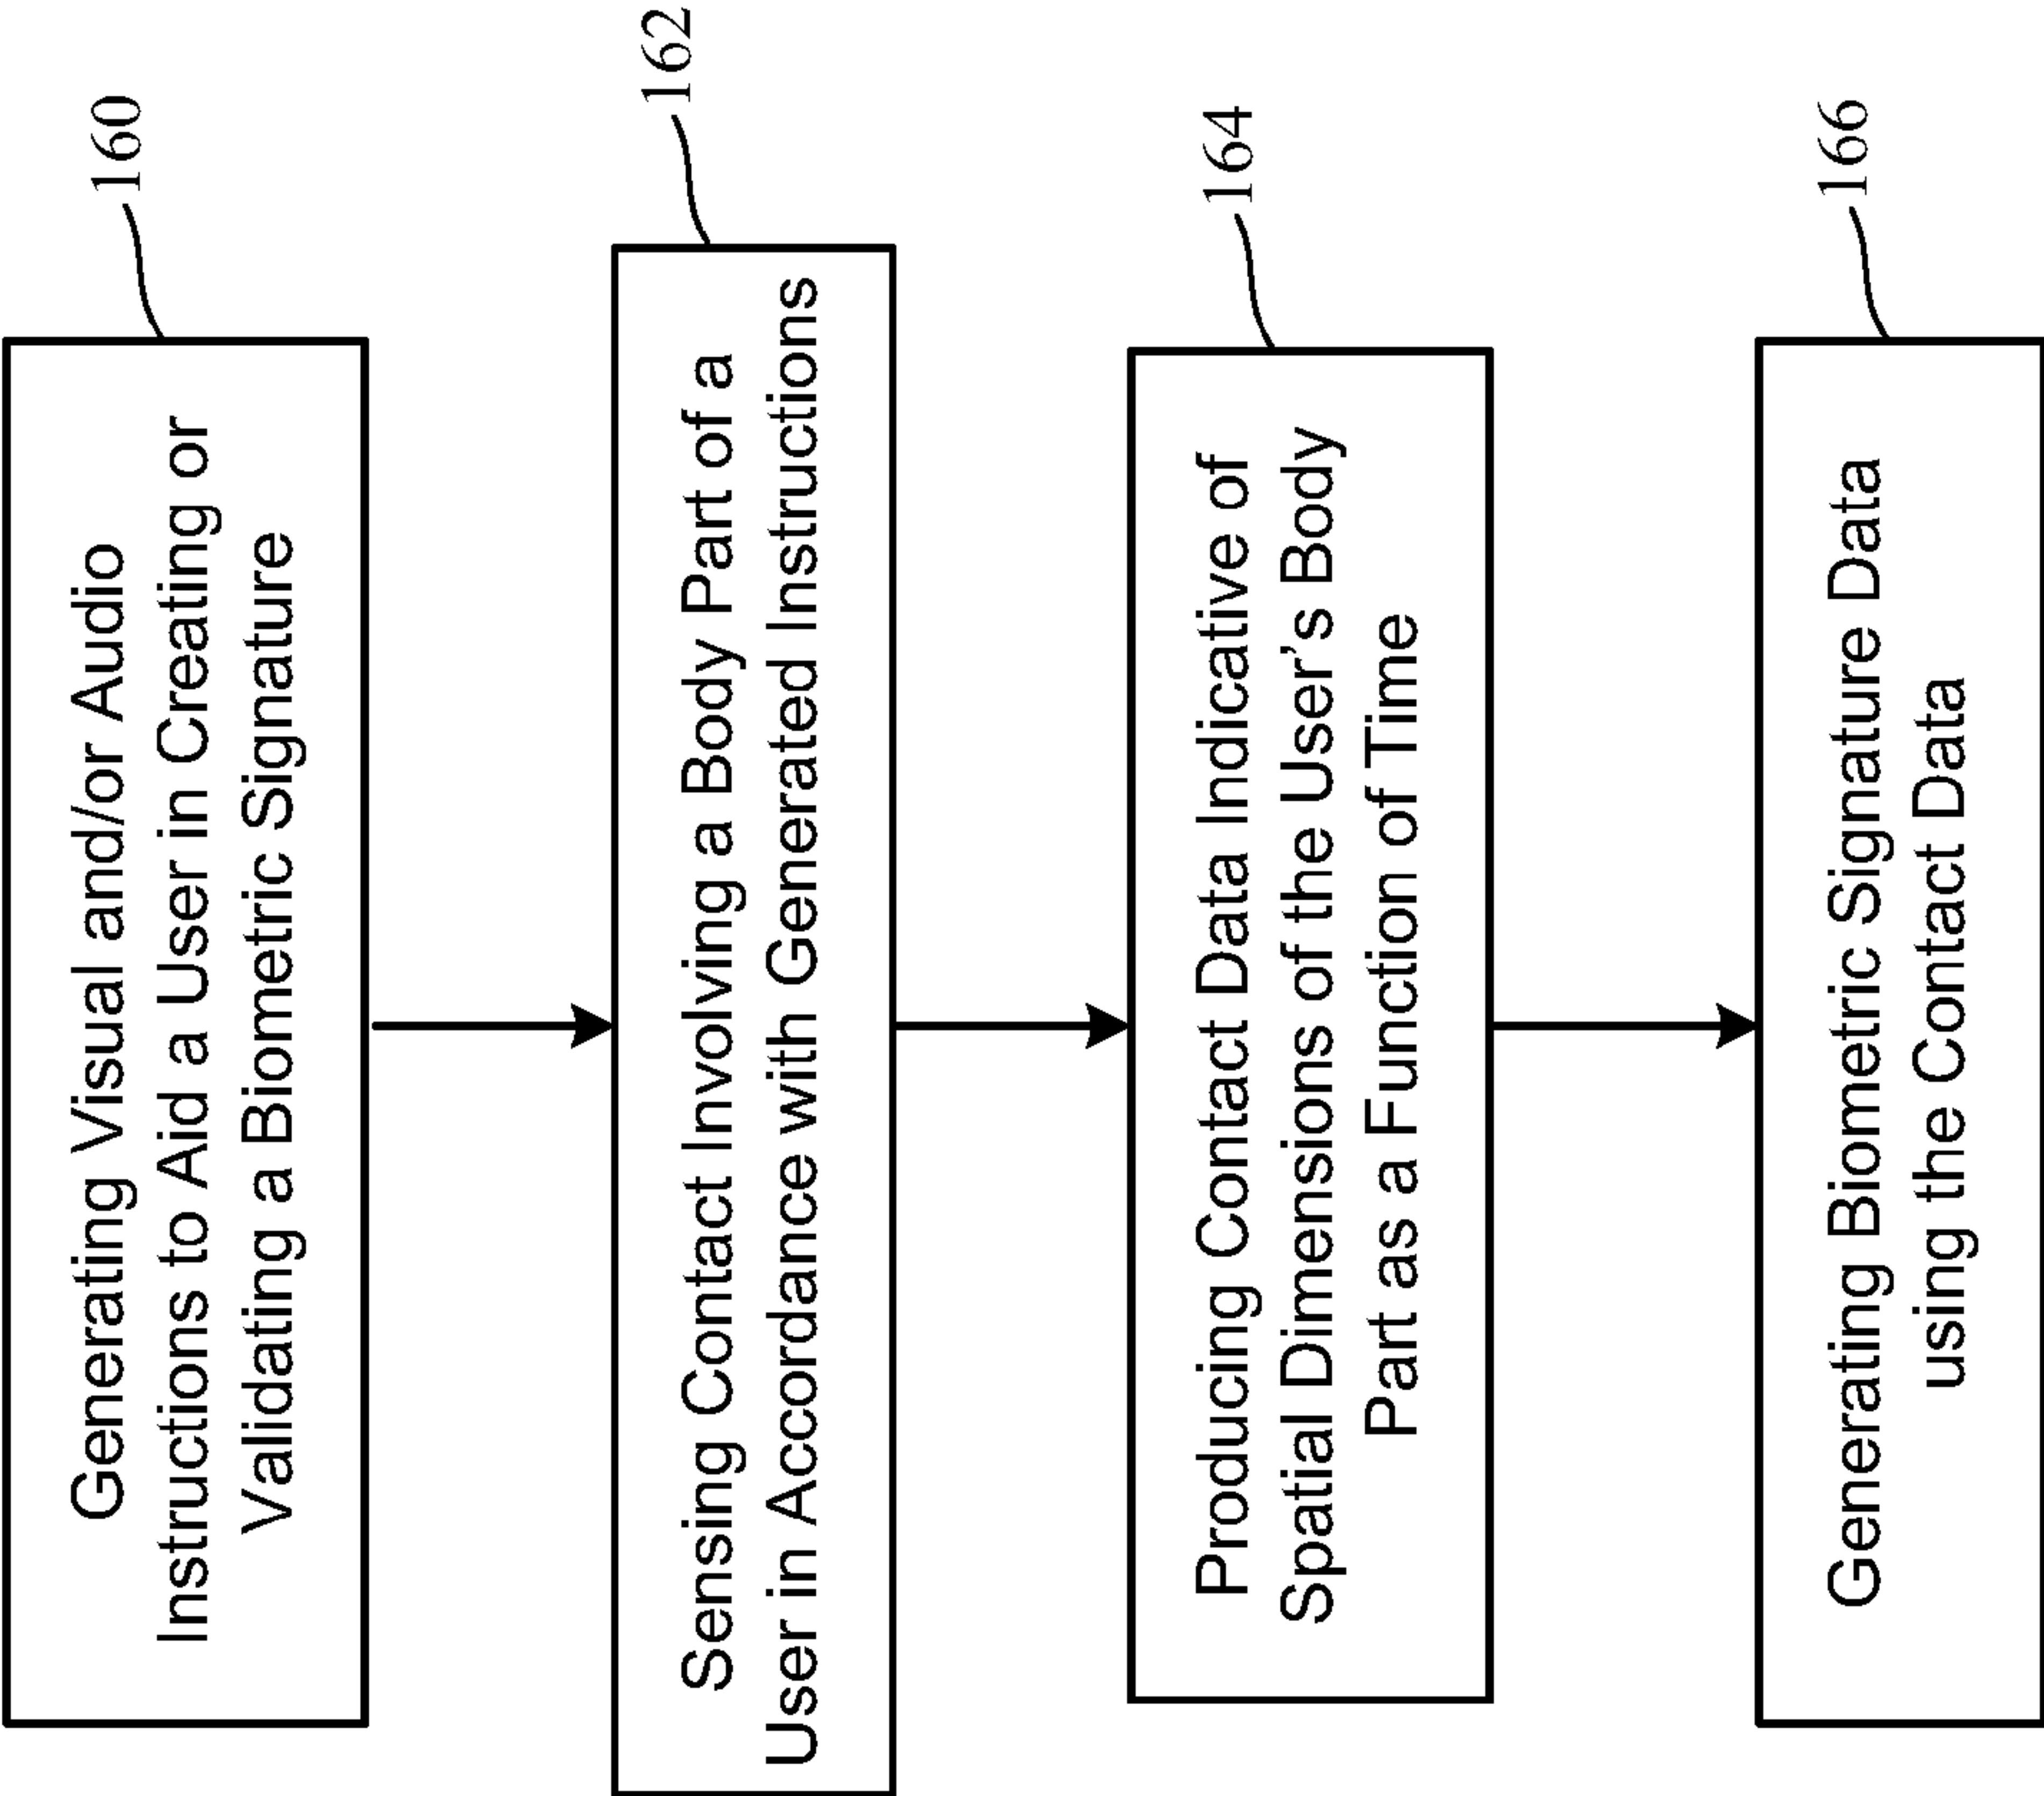 Generating Visual and/or Audio
Instructions to Aid a User in Creating or
Validating a Biometric Signature
160
Sensing Contact Involving a Body Part of a
User in Accordance with Generated Instructions
162
Producing Contact Data Indicative of
Spatial Dimensions of the User's Body
Part as a Function of Time
164
Generating Biometric Signature Data
using the Contact Data
166